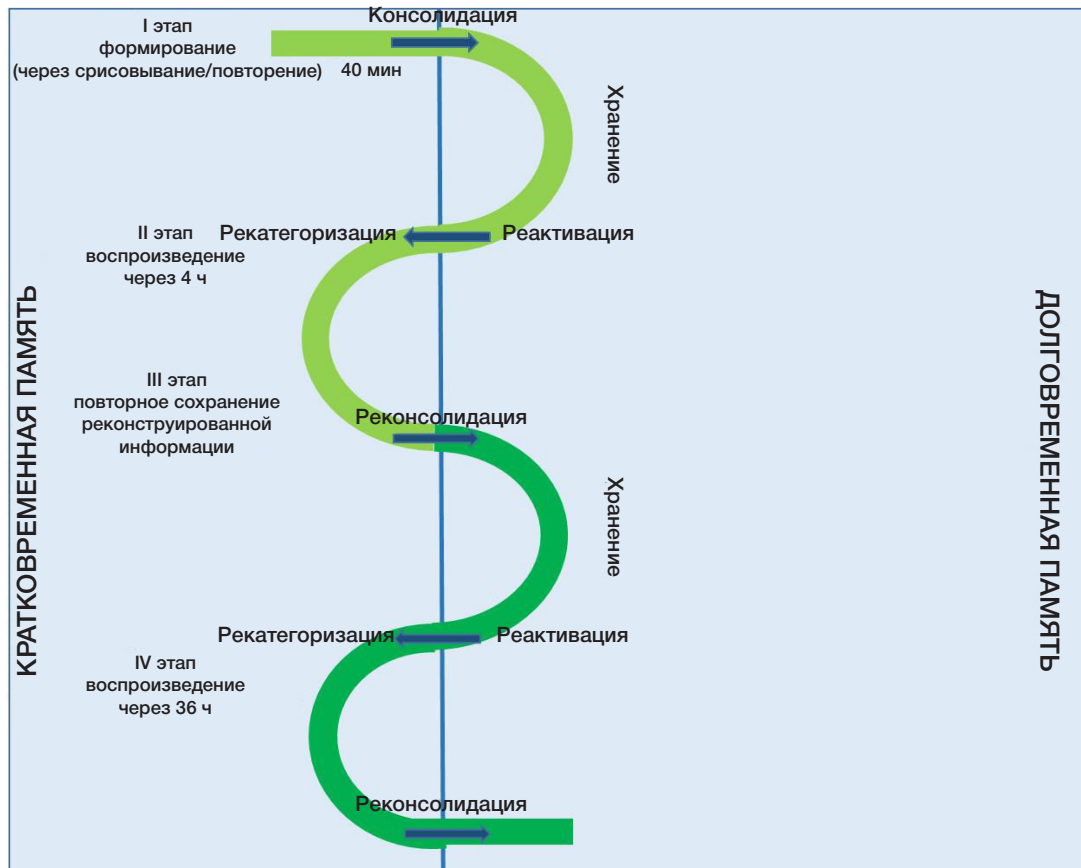 Консолидация
I этап
формирование
(через срисовывание/повторение)
40 мин
Хранение
II этап
воспроизведение
через 4 ч
Рекатегоризация
Реактивация
КРАТКОВРЕМЕННАЯ ПАМЯТЬ
ДОЛГОВРЕМЕННАЯ ПАМЯТЬ
III этап
повторное сохранение
реконструированной
информации
Реконсолидация
Хранение
Рекатегоризация
Реактивация
IV этап
воспроизведение
через 36 ч
Реконсолидация